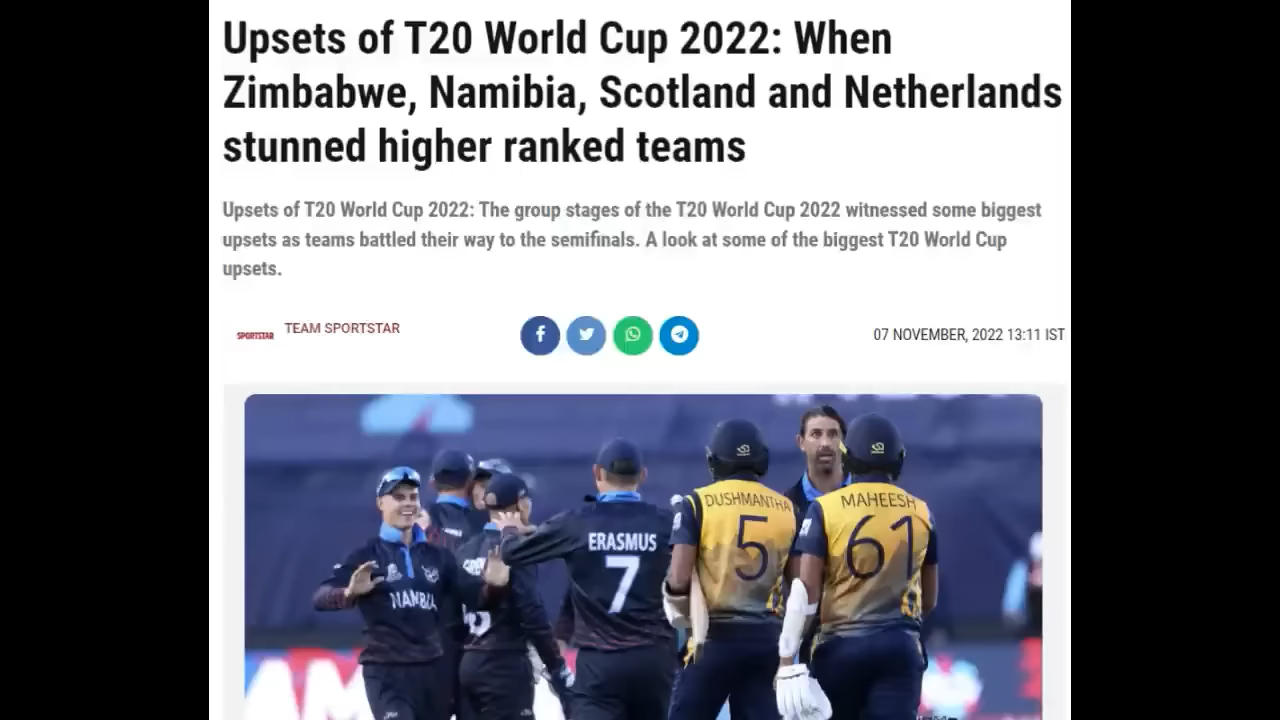 Upsets of T20 World Cup 2022: When
Zimbabwe, Namibia, Scotland and Netherlands
stunned higher ranked teams
Upsets of T20 World Cup 2022: The group stages of the T20 World Cup 2022 witnessed some biggest
upsets as teams battled their way to the semifinals. A look at some of the biggest T20 World Cup
upsets.
SPORTSTAR
TEAM SPORTSTAR
07 NOVEMBER, 2022 13:11 IST
DUSHMANTHA
MAHEESH
5
61
ERASMUS
7
NAMIBIA